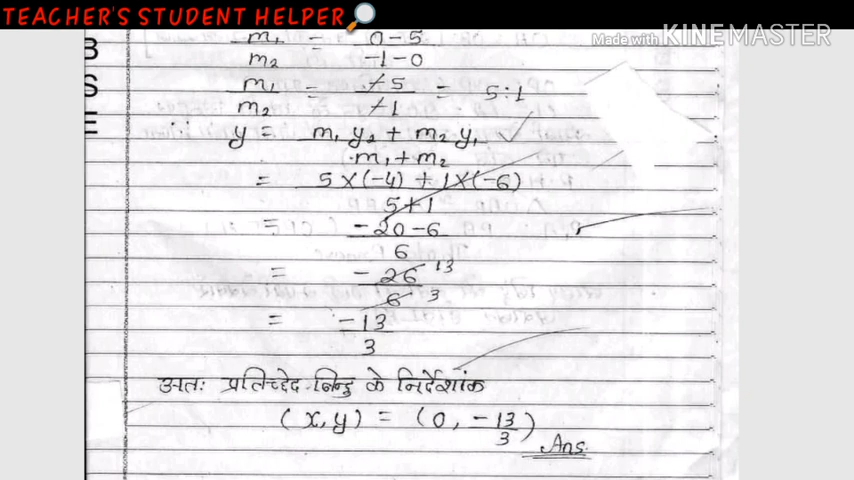 TEACHER'S STUDENT HELPER
Made with KINEMASTER
B
S
E
m₁/m₂ = (0-5)/(-1-0)
m₁/m₂ = -5/-1 = 5:1
∵ y = (m₁y₂ + m₂y₁)/(m₁+m₂)
= (5×(-4) + 1×(-6))/(5+1)
= (-20-6)/6
= -26/6 13 3
= -13/3
अतः प्रतिच्छेद बिन्दु के निर्देशांक
(x,y) = (0, -13/3)
Ans.